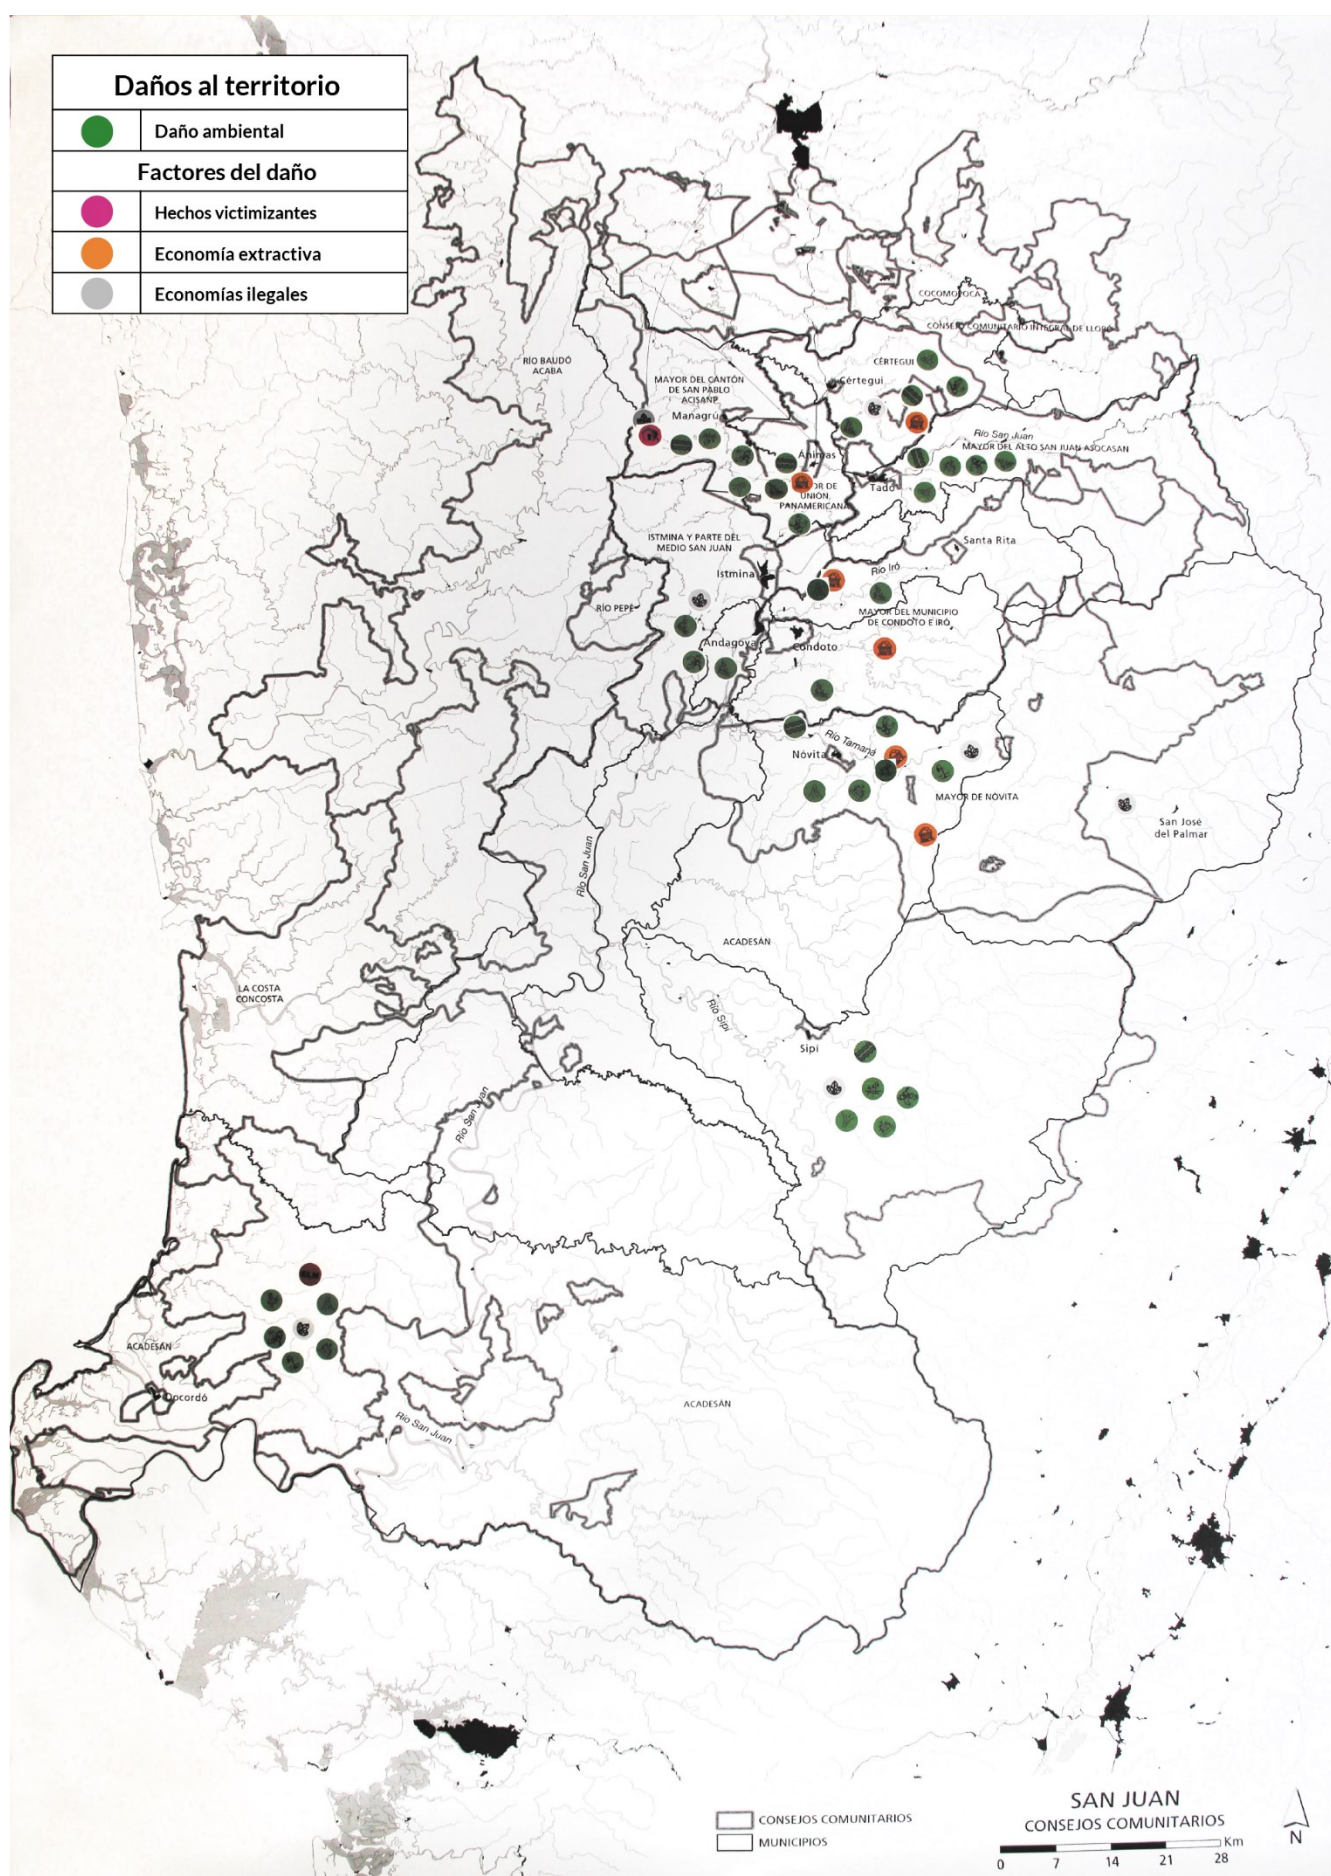 Daños al territorio
Daño ambiental
Factores del daño
Hechos victimizantes
Economía extractiva
Economías ilegales
COCOMOPOCA
CONSEJO COMUNITARIO INTEGRAL DE LLORÓ
RÍO BAUDÓ
ACABA
CÉRTEGUI
Cértegui
MAYOR DEL CANTÓN
DE SAN PABLO
ACISANP
Managrú
Río San Juan
MAYOR DEL ALTO SAN JUAN ASOCASAN
Ánimas
Tadó
OR DE
UNIÓN
PANAMERICANA
ISTMINA Y PARTE DEL
MEDIO SAN JUAN
Santa Rita
Istmina
Río Iró
RÍO PEPÉ
MAYOR DEL MUNICIPIO
DE CONDOTO E IRÓ
Andagoya
Condoto
Río Tamaná
Nóvita
MAYOR DE NÓVITA
San José
del Palmar
Río San Juan
ACADESAN
LA COSTA
CONCOSTA
Río Sipí
Sipí
Río San Juan
ACADESÁN
Docordó
ACADESÁN
Río San Juan
CONSEJOS COMUNITARIOS
MUNICIPIOS
SAN JUAN
CONSEJOS COMUNITARIOS
Km
0 7 14 21 28
N